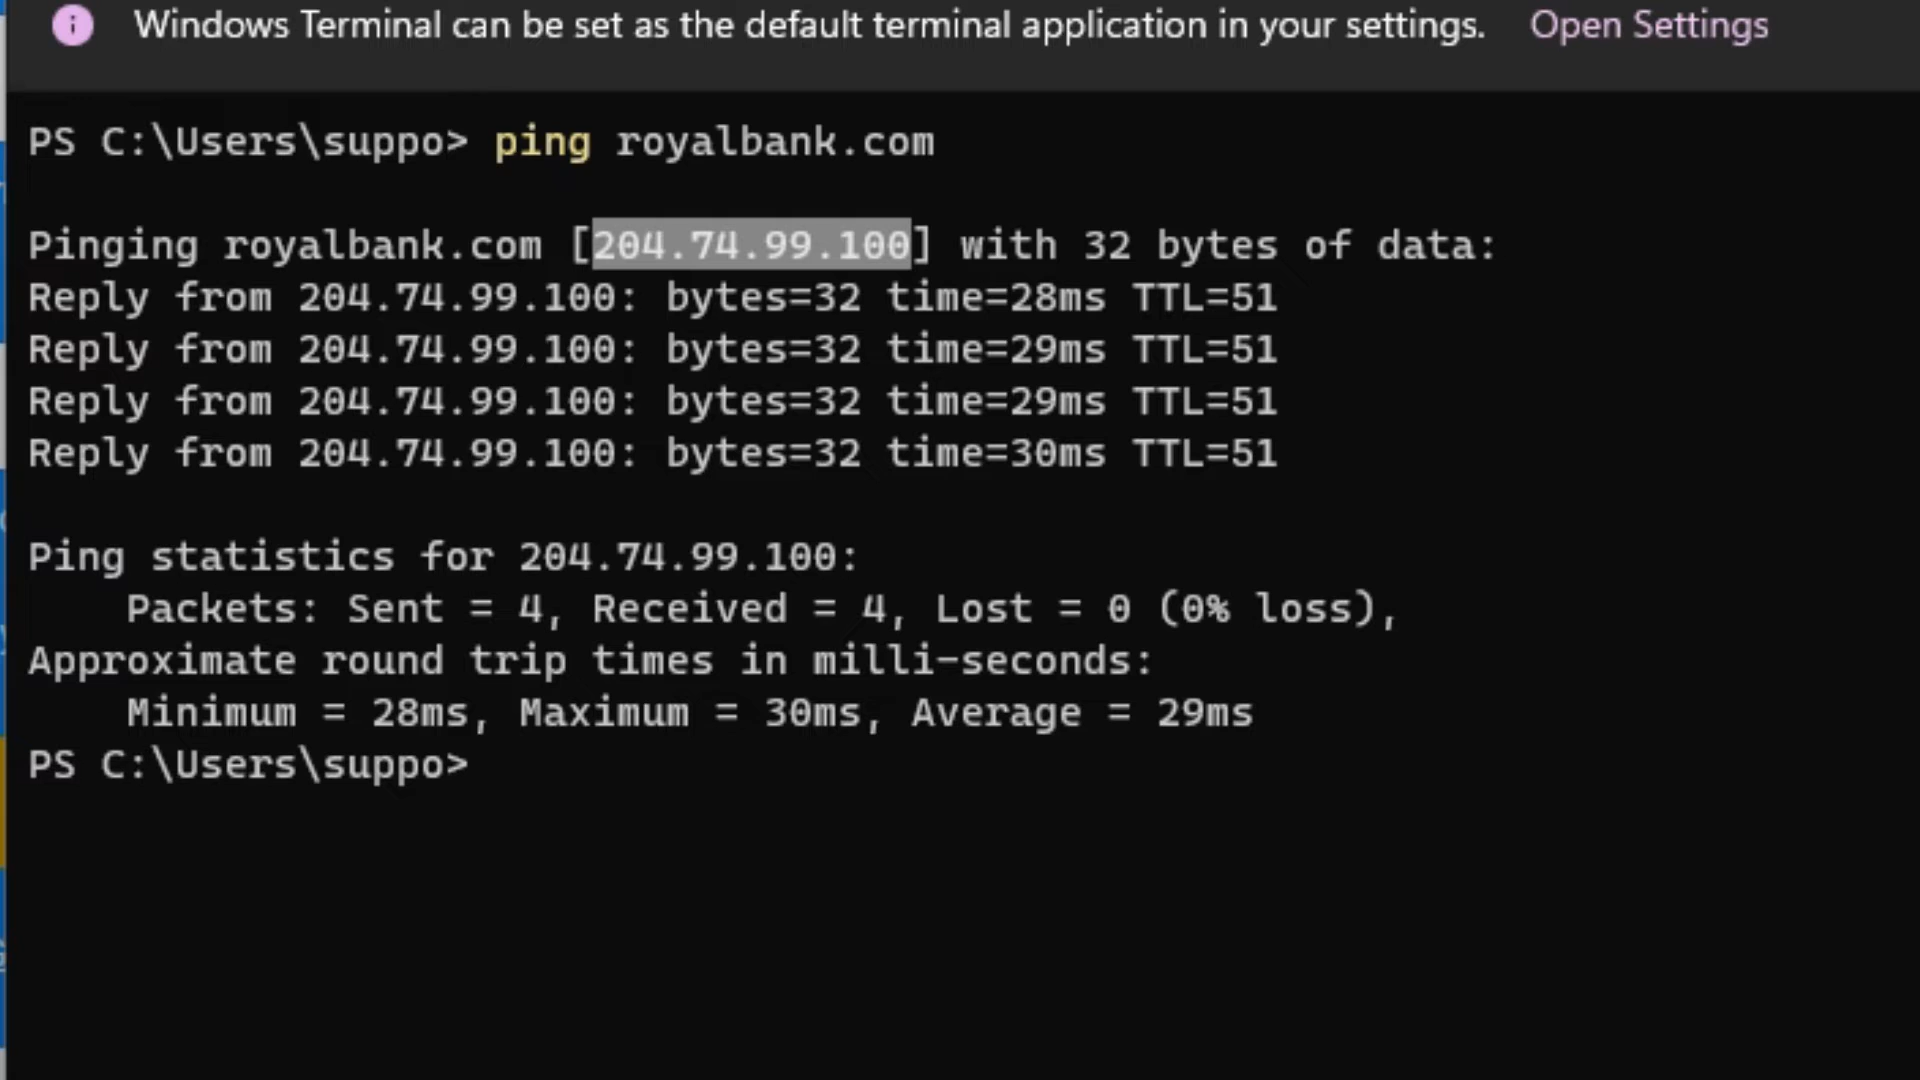 Windows Terminal can be set as the default terminal application in your settings. Open Settings
PS C:\Users\suppo> ping royalbank.com
Pinging royalbank.com [204.74.99.100] with 32 bytes of data:
Reply from 204.74.99.100: bytes=32 time=28ms TTL=51
Reply from 204.74.99.100: bytes=32 time=29ms TTL=51
Reply from 204.74.99.100: bytes=32 time=29ms TTL=51
Reply from 204.74.99.100: bytes=32 time=30ms TTL=51
Ping statistics for 204.74.99.100:
    Packets: Sent = 4, Received = 4, Lost = 0 (0% loss),
Approximate round trip times in milli-seconds:
    Minimum = 28ms, Maximum = 30ms, Average = 29ms
PS C:\Users\suppo>